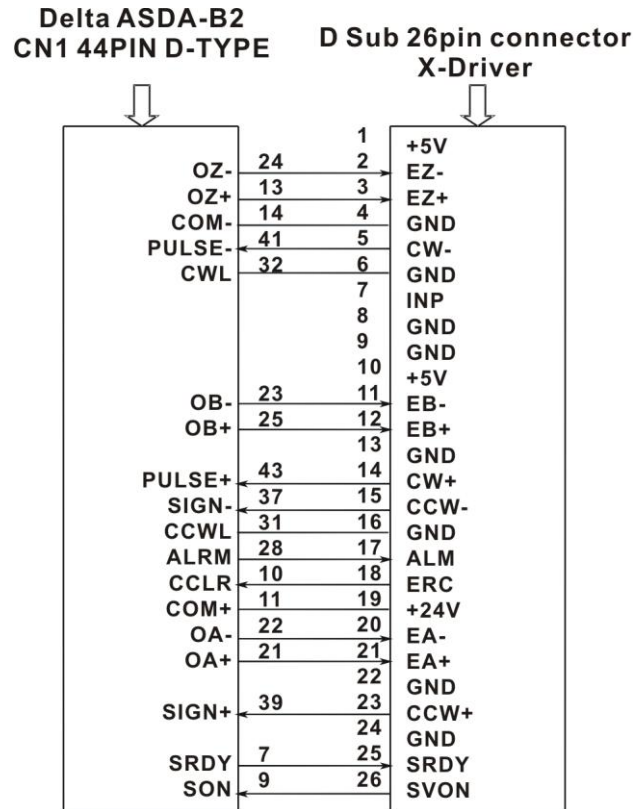 Delta ASDA-B2
CN1 44PIN D-TYPE
D Sub 26pin connector
X-Driver
1 +5V
OZ- 24 2 EZ-
OZ+ 13 3 EZ+
COM- 14 4 GND
PULSE- 41 5 CW-
CWL 32 6 GND
7 INP
8 GND
9 GND
10 +5V
OB- 23 11 EB-
OB+ 25 12 EB+
13 GND
PULSE+ 43 14 CW+
SIGN- 37 15 CCW-
CCWL 31 16 GND
ALRM 28 17 ALM
CCLR 10 18 ERC
COM+ 11 19 +24V
OA- 22 20 EA-
OA+ 21 21 EA+
22 GND
SIGN+ 39 23 CCW+
24 GND
SRDY 7 25 SRDY
SON 9 26 SVON